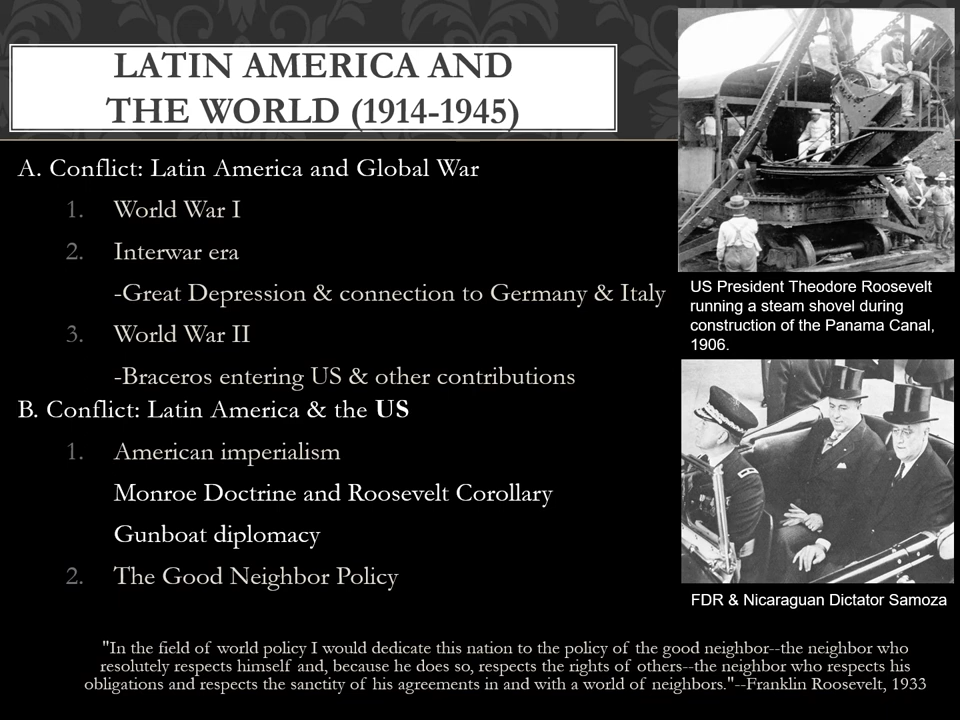 LATIN AMERICA AND
THE WORLD (1914-1945)
A. Conflict: Latin America and Global War
1. World War I
2. Interwar era
-Great Depression & connection to Germany & Italy
3. World War II
-Braceros entering US & other contributions
B. Conflict: Latin America & the US
1. American imperialism
Monroe Doctrine and Roosevelt Corollary
Gunboat diplomacy
2. The Good Neighbor Policy
US President Theodore Roosevelt
running a steam shovel during
construction of the Panama Canal,
1906.
FDR & Nicaraguan Dictator Samoza
"In the field of world policy I would dedicate this nation to the policy of the good neighbor--the neighbor who
resolutely respects himself and, because he does so, respects the rights of others--the neighbor who respects his
obligations and respects the sanctity of his agreements in and with a world of neighbors."--Franklin Roosevelt, 1933